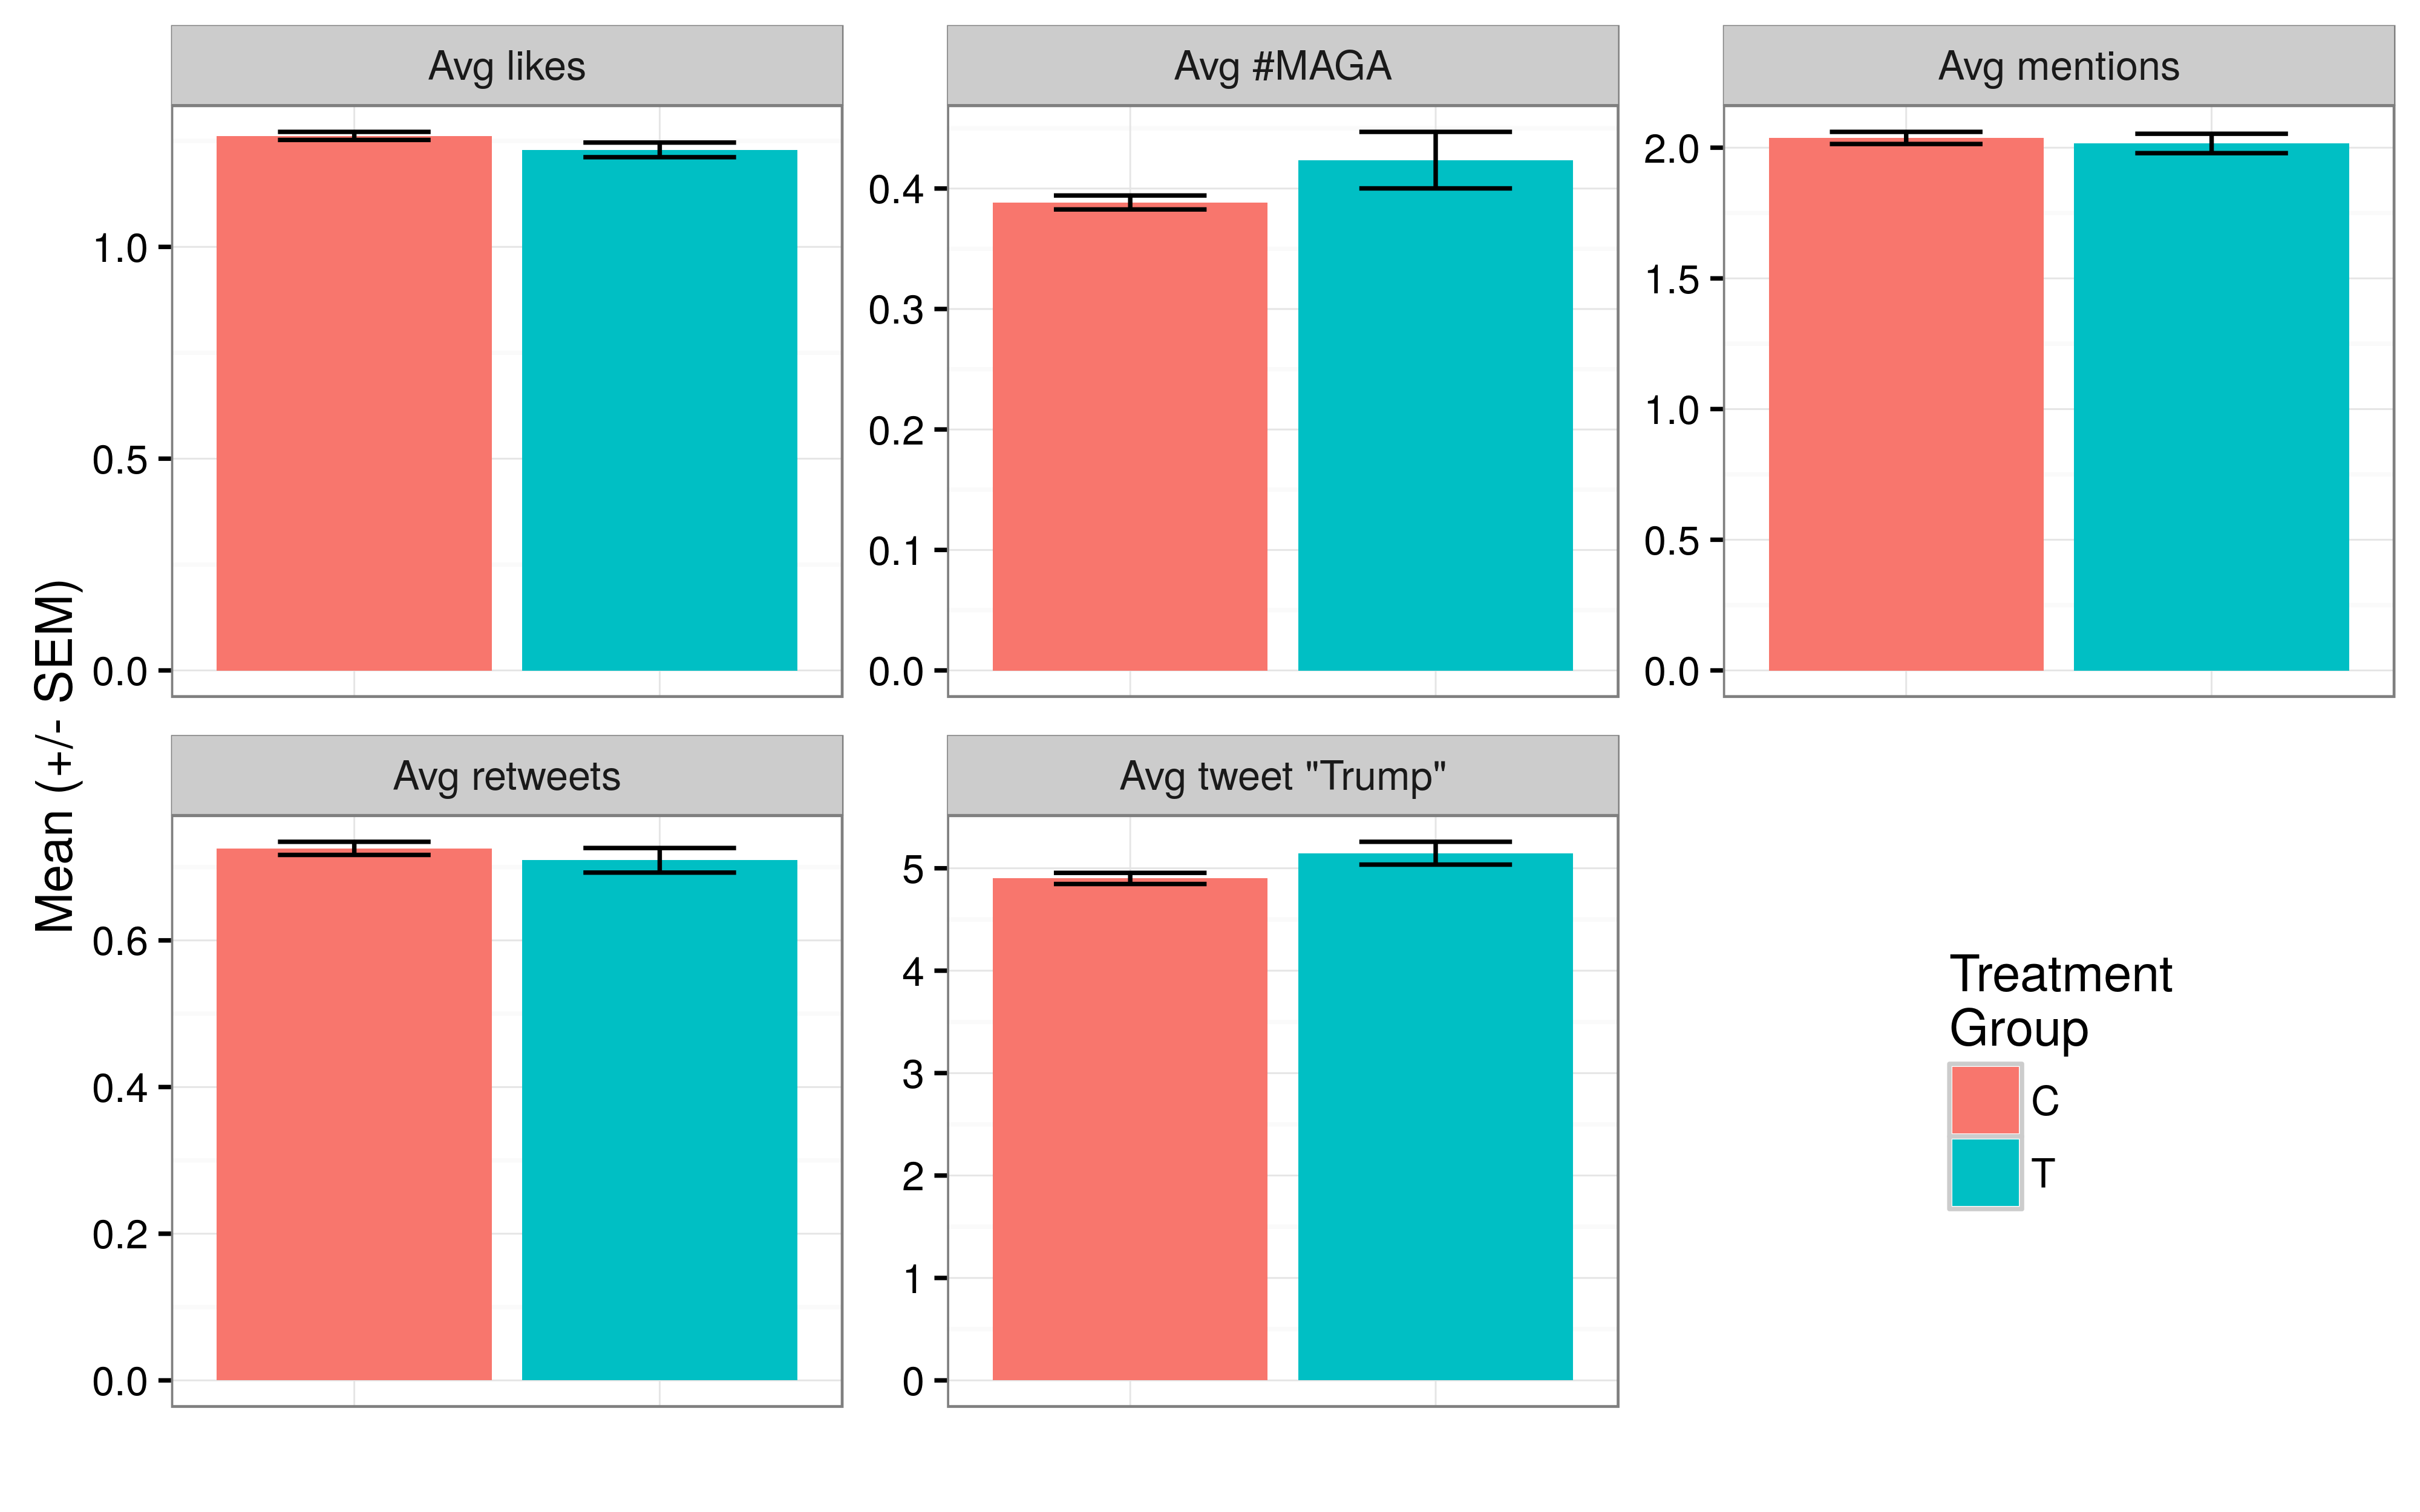 Mean (+/- SEM)
Avg likes
1.0
0.5
0.0
Avg #MAGA
0.4
0.3
0.2
0.1
0.0
Avg mentions
2.0
1.5
1.0
0.5
0.0
Avg retweets
0.6
0.4
0.2
0.0
Avg tweet "Trump"
5
4
3
2
1
0
Treatment
Group
C
T